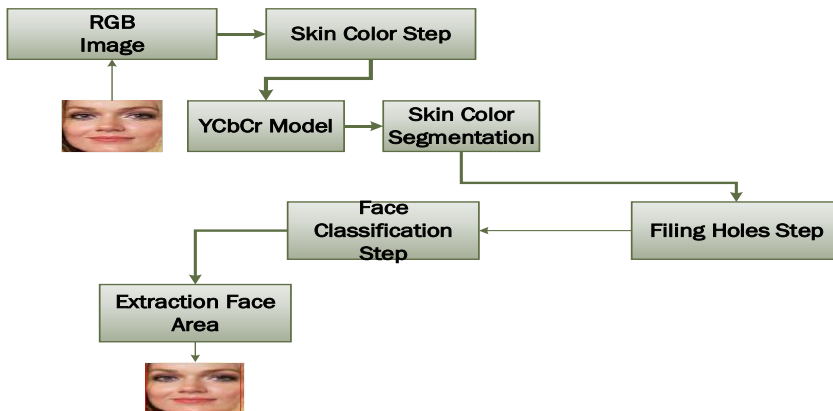 RGB
Image
Skin Color Step
YCbCr Model
Skin Color
Segmentation
Face
Classification
Step
Filing Holes Step
Extraction Face
Area